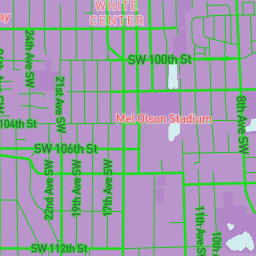 WHITE
CENTER
24th Ave SW
SW 100th St
21st Ave SW
8th Ave SW
Mel Olson Stadium
104th St
SW 106th St
22nd Ave SW
19th Ave SW
17th Ave SW
11th Ave SW
10th
SW 112th St